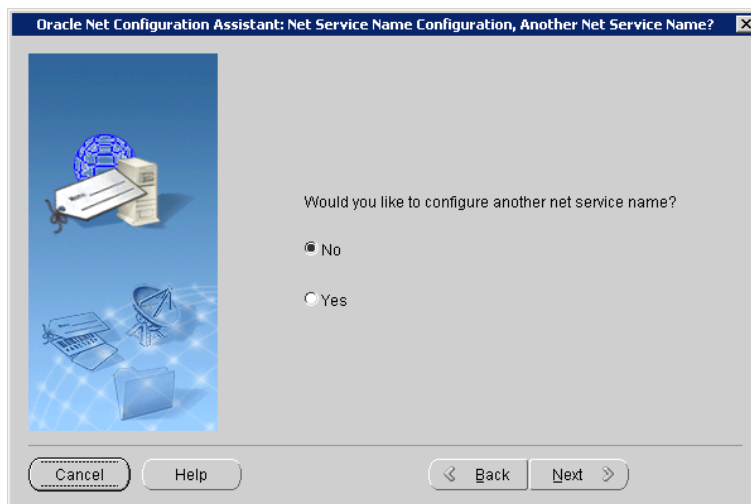 Oracle Net Configuration Assistant: Net Service Name Configuration, Another Net Service Name?
Would you like to configure another net service name?
No
Yes
Cancel
Help
Back
Next